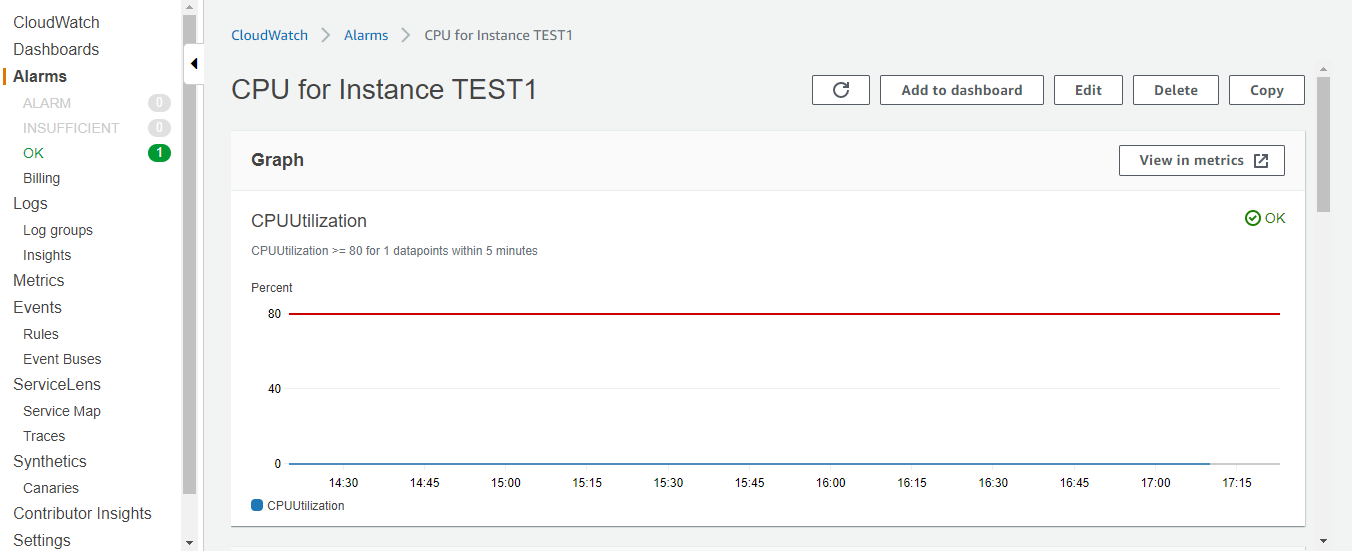 CloudWatch
Dashboards
Alarms
ALARM 0
INSUFFICIENT 0
OK 1
Billing
Logs
Log groups
Insights
Metrics
Events
Rules
Event Buses
ServiceLens
Service Map
Traces
Synthetics
Canaries
Contributor Insights
Settings
CloudWatch Alarms CPU for Instance TEST1
CPU for Instance TEST1
Add to dashboard Edit Delete Copy
Graph View in metrics
CPUUtilization OK
CPUUtilization >= 80 for 1 datapoints within 5 minutes
Percent
80
40
0
14:30 14:45 15:00 15:15 15:30 15:45 16:00 16:15 16:30 16:45 17:00 17:15
CPUUtilization